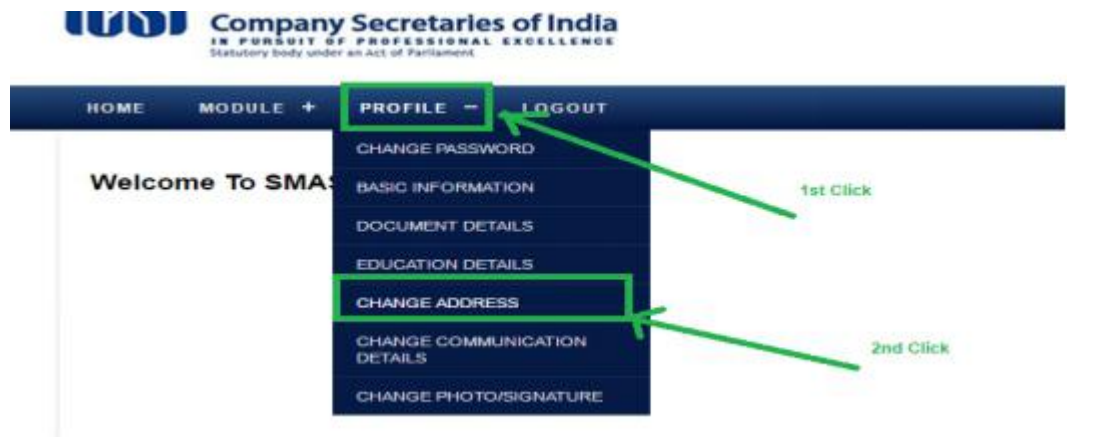 ICSI Company Secretaries of India
IN PURSUIT OF PROFESSIONAL EXCELLENCE
Statutory body under an Act of Parliament
HOME MODULE + PROFILE - LOGOUT
CHANGE PASSWORD
Welcome To SMAS
BASIC INFORMATION
1st Click
DOCUMENT DETAILS
EDUCATION DETAILS
CHANGE ADDRESS
CHANGE COMMUNICATION
DETAILS
2nd Click
CHANGE PHOTO/SIGNATURE